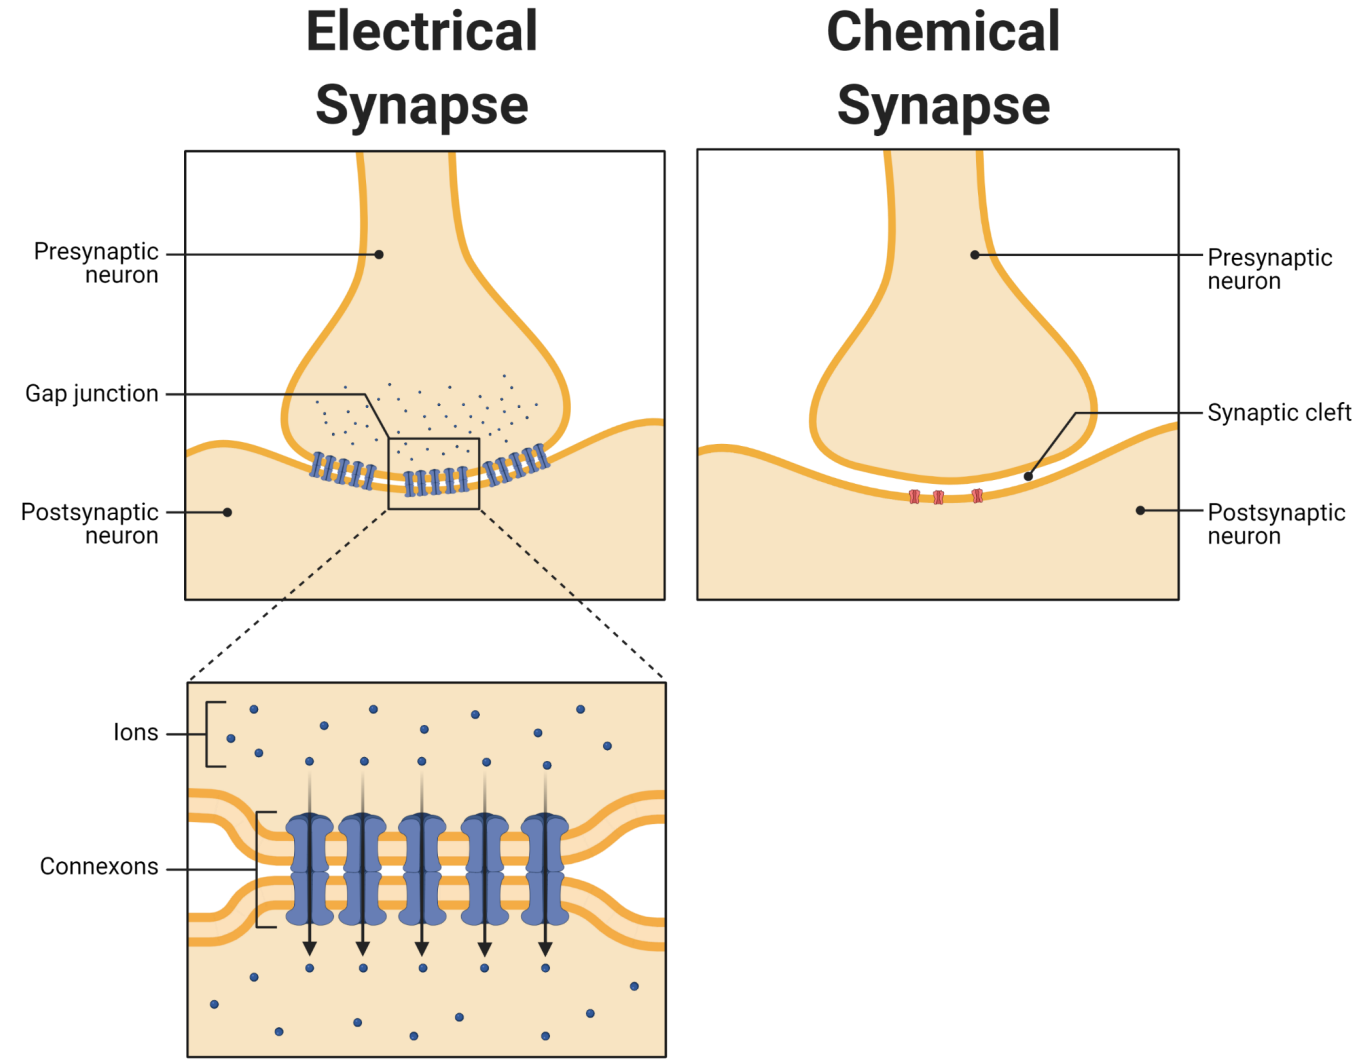 Electrical
Synapse
Chemical
Synapse
Presynaptic
neuron
Gap junction
Postsynaptic
neuron
Presynaptic
neuron
Synaptic cleft
Postsynaptic
neuron
Ions
Connexons